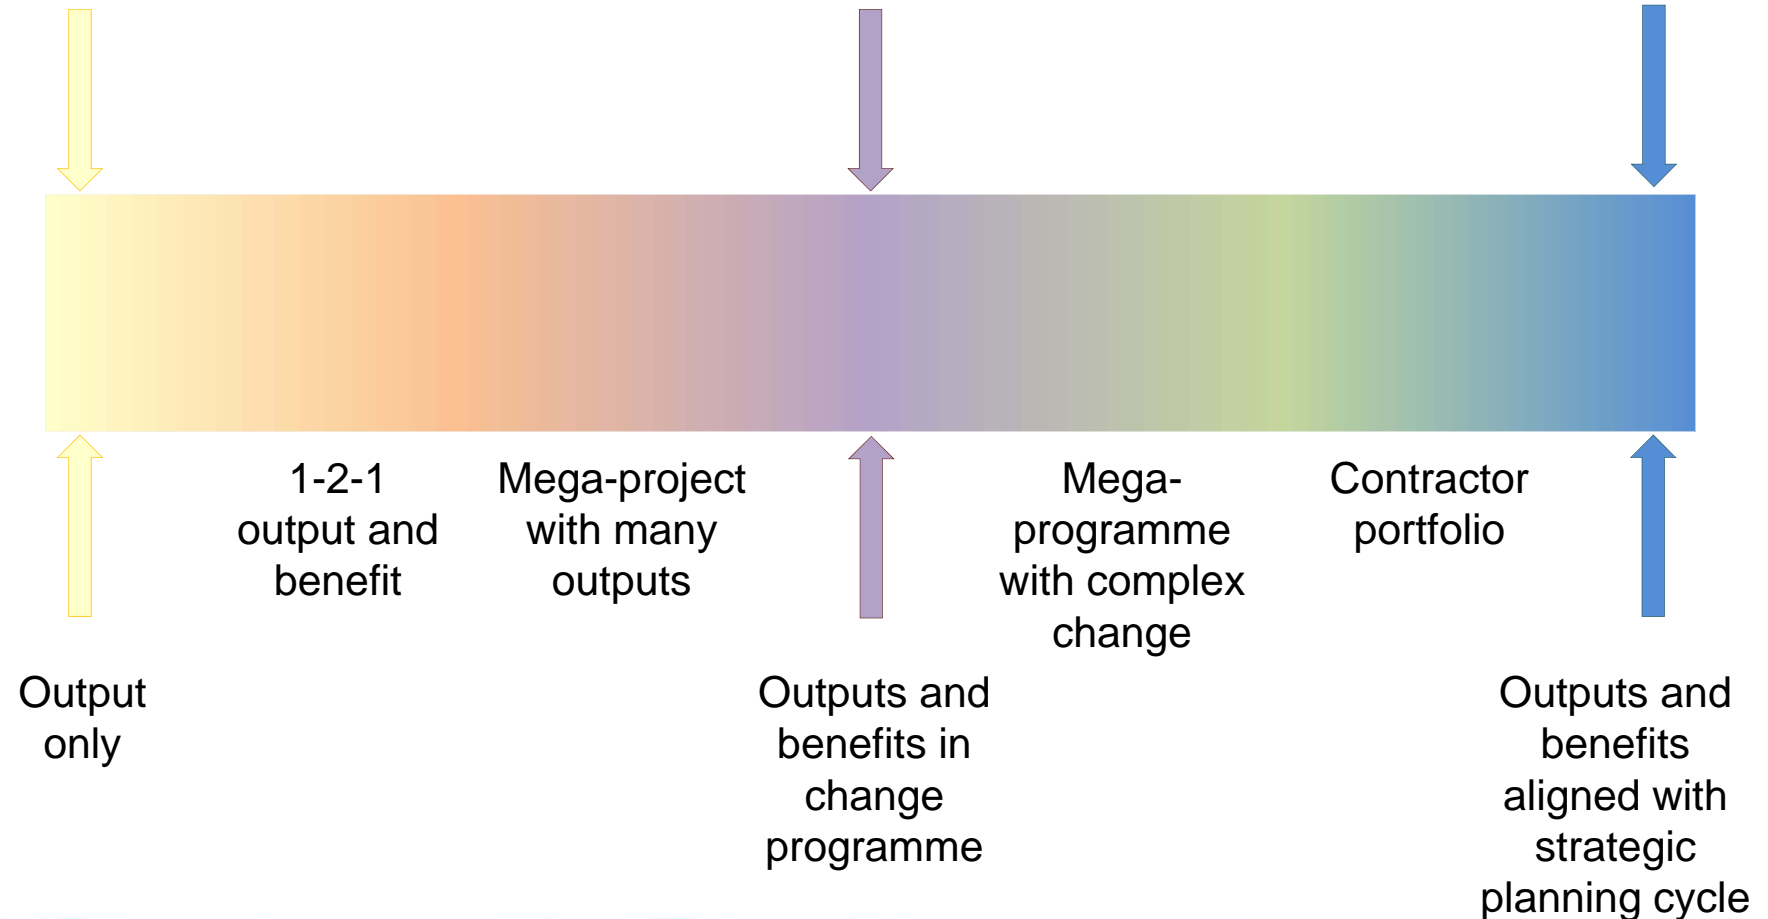 1-2-1
output and
benefit
Mega-project
with many
outputs
Mega-
programme
with complex
change
Contractor
portfolio
Output
only
Outputs and
benefits in
change
programme
Outputs and
benefits
aligned with
strategic
planning cycle